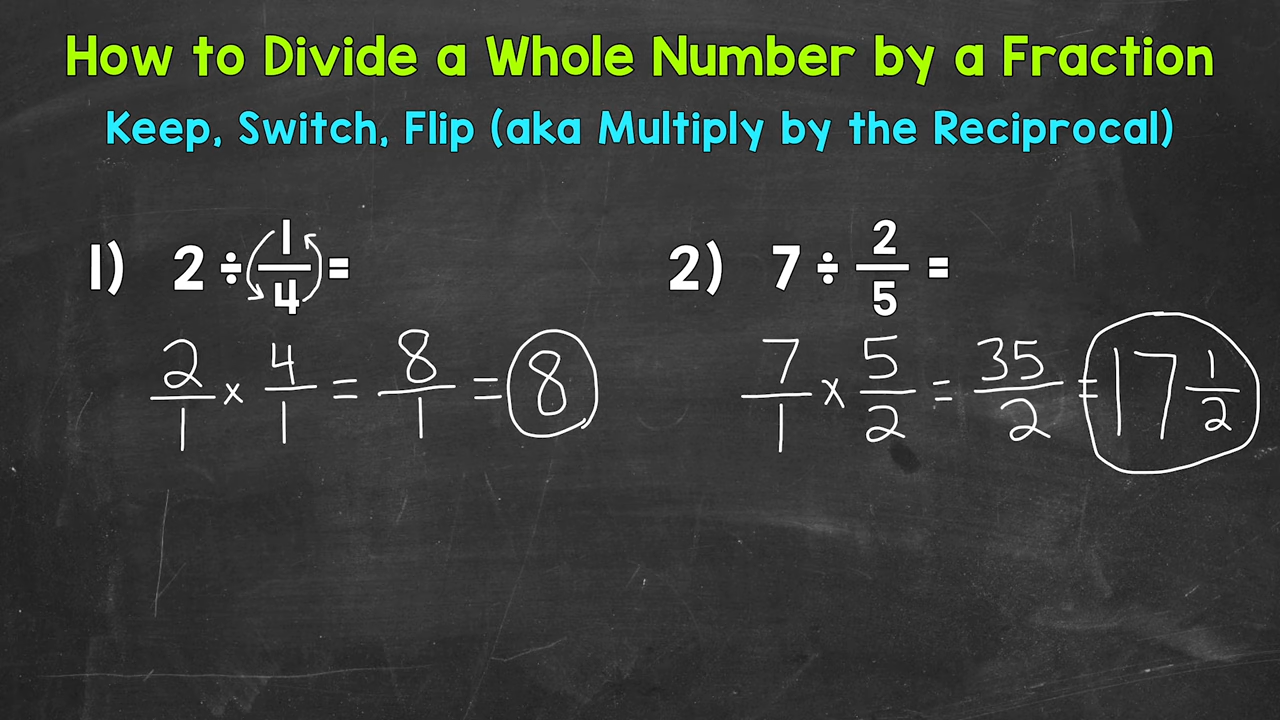 How to Divide a Whole Number by a Fraction
Keep, Switch, Flip (aka Multiply by the Reciprocal)
1) 2 ÷ 1/4 =
2/1 × 4/1 = 8/1 = 8
2) 7 ÷ 2/5 =
7/1 × 5/2 = 35/2 = 17 1/2